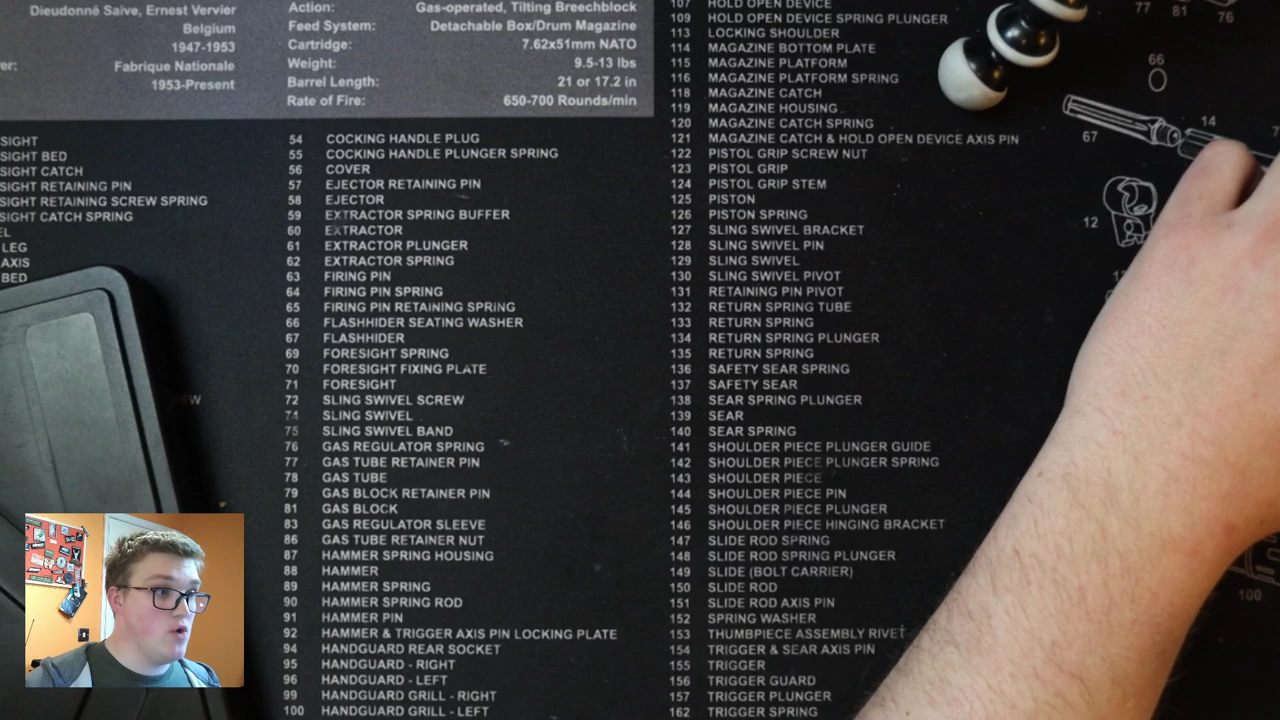 Dieudonné Saive, Ernest Vervier
Belgium
1947-1953
Fabrique Nationale
1953-Present
Action: Gas-operated, Tilting Breechblock
Feed System: Detachable Box/Drum Magazine
Cartridge: 7.62x51mm NATO
Weight: 9.5-13 lbs
Barrel Length: 21 or 17.2 in
Rate of Fire: 650-700 Rounds/min
SIGHT
SIGHT BED
SIGHT CATCH
SIGHT RETAINING PIN
SIGHT RETAINING SCREW SPRING
SIGHT CATCH SPRING
LEG
AXIS
BED
54 COCKING HANDLE PLUG
55 COCKING HANDLE PLUNGER SPRING
56 COVER
57 EJECTOR RETAINING PIN
58 EJECTOR
59 EXTRACTOR SPRING BUFFER
60 EXTRACTOR
61 EXTRACTOR PLUNGER
62 EXTRACTOR SPRING
63 FIRING PIN
64 FIRING PIN SPRING
65 FIRING PIN RETAINING SPRING
66 FLASHHIDER SEATING WASHER
67 FLASHHIDER
69 FORESIGHT SPRING
70 FORESIGHT FIXING PLATE
71 FORESIGHT
72 SLING SWIVEL SCREW
74 SLING SWIVEL
75 SLING SWIVEL BAND
76 GAS REGULATOR SPRING
77 GAS TUBE RETAINER PIN
78 GAS TUBE
79 GAS BLOCK RETAINER PIN
81 GAS BLOCK
83 GAS REGULATOR SLEEVE
86 GAS TUBE RETAINER NUT
87 HAMMER SPRING HOUSING
88 HAMMER
89 HAMMER SPRING
90 HAMMER SPRING ROD
91 HAMMER PIN
92 HAMMER & TRIGGER AXIS PIN LOCKING PLATE
94 HANDGUARD REAR SOCKET
95 HANDGUARD - RIGHT
96 HANDGUARD - LEFT
99 HANDGUARD GRILL - RIGHT
100 HANDGUARD GRILL - LEFT
107 HOLD OPEN DEVICE
109 HOLD OPEN DEVICE SPRING PLUNGER
113 LOCKING SHOULDER
114 MAGAZINE BOTTOM PLATE
115 MAGAZINE PLATFORM
116 MAGAZINE PLATFORM SPRING
118 MAGAZINE CATCH
119 MAGAZINE HOUSING
120 MAGAZINE CATCH SPRING
121 MAGAZINE CATCH & HOLD OPEN DEVICE AXIS PIN
122 PISTOL GRIP SCREW NUT
123 PISTOL GRIP
124 PISTOL GRIP STEM
125 PISTON
126 PISTON SPRING
127 SLING SWIVEL BRACKET
128 SLING SWIVEL PIN
129 SLING SWIVEL
130 SLING SWIVEL PIVOT
131 RETAINING PIN PIVOT
132 RETURN SPRING TUBE
133 RETURN SPRING
134 RETURN SPRING PLUNGER
135 RETURN SPRING
136 SAFETY SEAR SPRING
137 SAFETY SEAR
138 SEAR SPRING PLUNGER
139 SEAR
140 SEAR SPRING
141 SHOULDER PIECE PLUNGER GUIDE
142 SHOULDER PIECE PLUNGER SPRING
143 SHOULDER PIECE
144 SHOULDER PIECE PIN
145 SHOULDER PIECE PLUNGER
146 SHOULDER PIECE HINGING BRACKET
147 SLIDE ROD SPRING
148 SLIDE ROD SPRING PLUNGER
149 SLIDE (BOLT CARRIER)
150 SLIDE ROD
151 SLIDE ROD AXIS PIN
152 SPRING WASHER
153 THUMBPIECE ASSEMBLY RIVET
154 TRIGGER & SEAR AXIS PIN
155 TRIGGER
156 TRIGGER GUARD
157 TRIGGER PLUNGER
162 TRIGGER SPRING
77 81 76
66
14
67
12
100